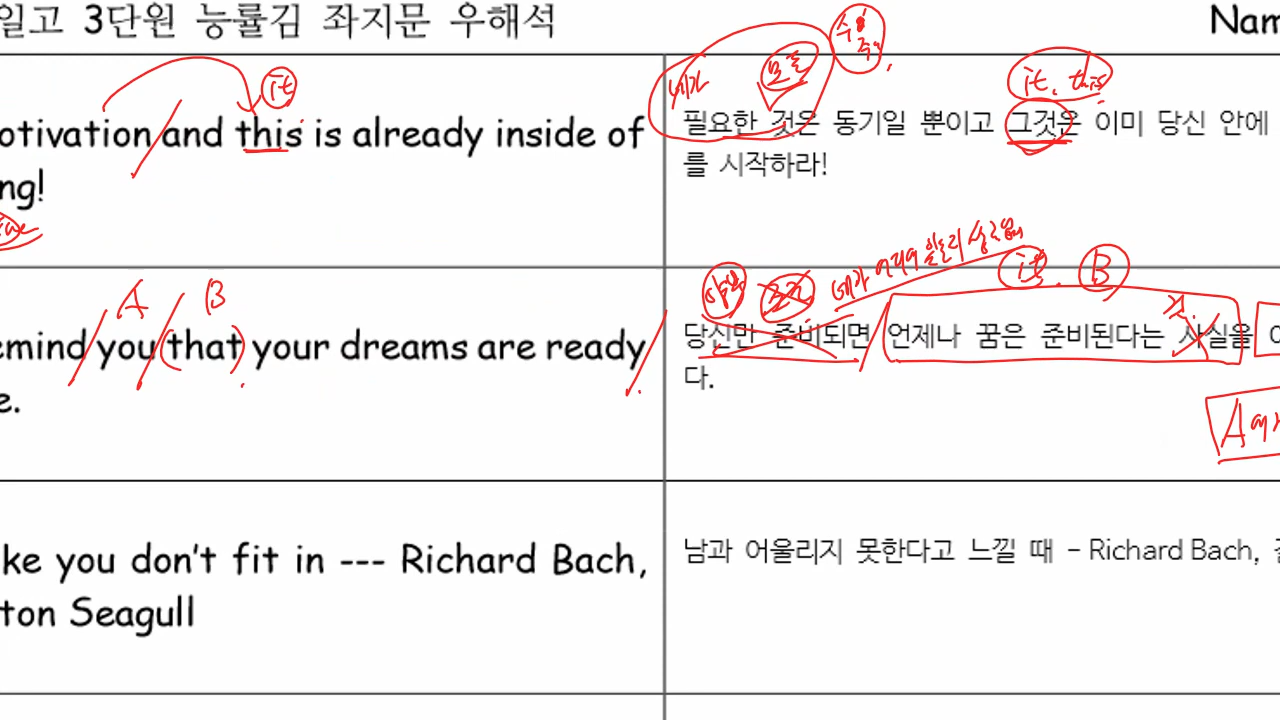 일고 3단원 능률김 좌지문 우해석
Nam
otivation and this is already inside of
ng!
it
네가
모든
필요한 것은 동기일 뿐이고 그것은 이미 당신 안에
를 시작하라!
it, this
emind you that your dreams are ready
e.
A B
당신만 준비되면 언제나 꿈은 준비된다는 사실을
다.
it. B
A
ke you don't fit in --- Richard Bach,
ton Seagull
남과 어울리지 못한다고 느낄 때 - Richard Bach,